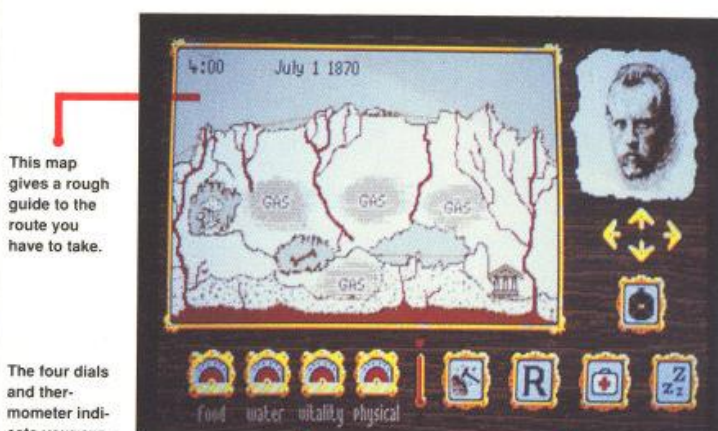 4:00 July 1 1870
This map
gives a rough
guide to the
route you
have to take.
GAS
GAS
GAS
GAS
The four dials
and ther-
mometer indi-
food water vitality physical
R
z Z
z z